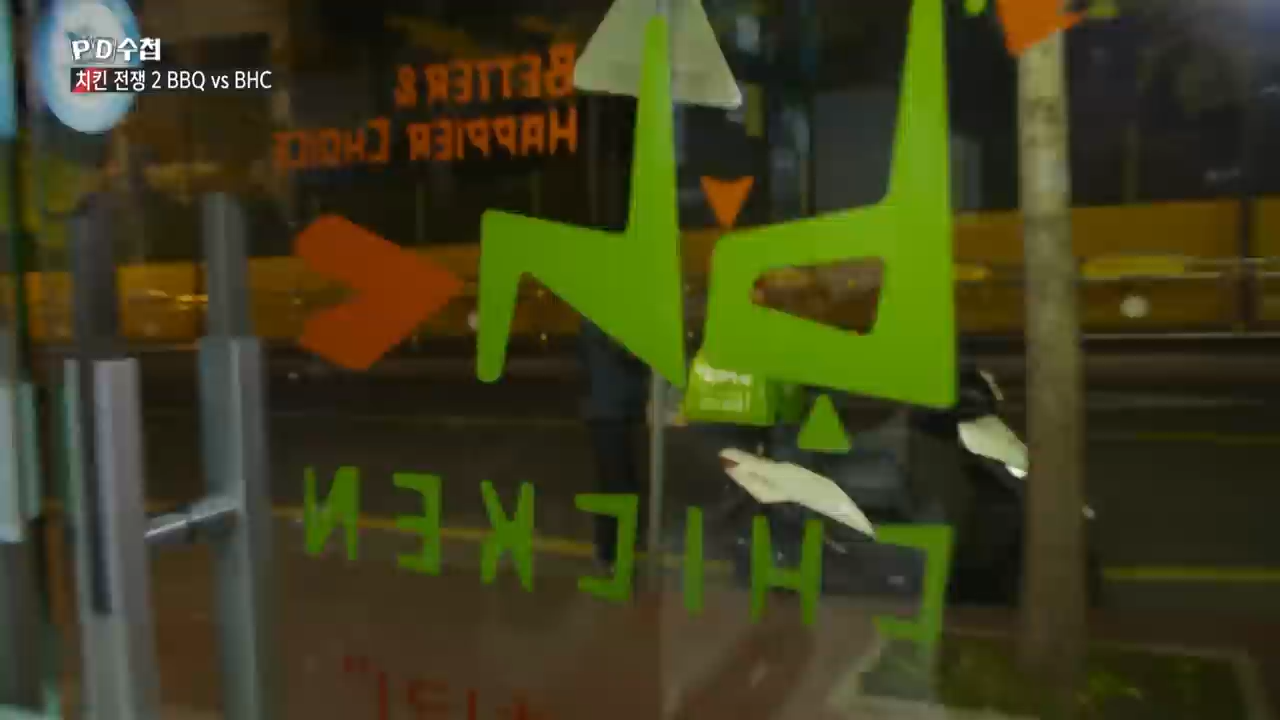 PD수첩
치킨 전쟁 2 BBQ vs BHC
BETTER &
HAPPIER CHOICE
bhc
CHICKEN